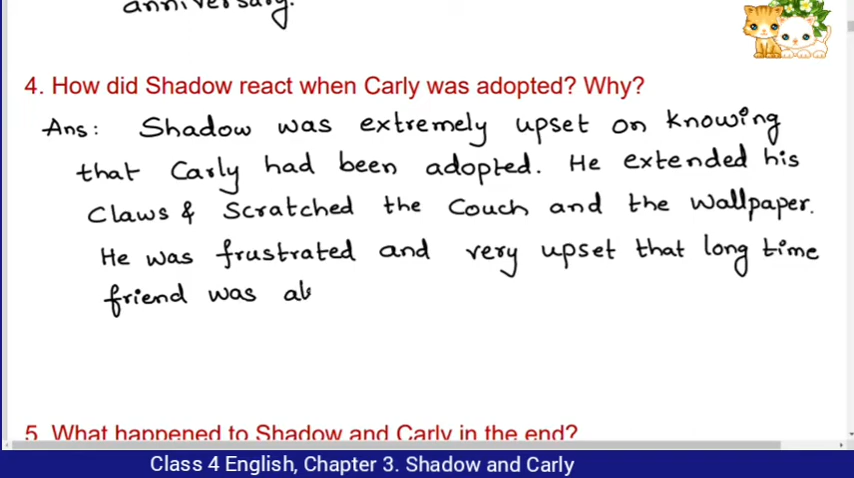 anniversary.
4. How did Shadow react when Carly was adopted? Why?
Ans: Shadow was extremely upset on knowing
that Carly had been adopted. He extended his
Claws & Scratched the Couch and the Wallpaper.
He was frustrated and very upset that long time
friend was ab
5. What happened to Shadow and Carly in the end?
Class 4 English, Chapter 3. Shadow and Carly